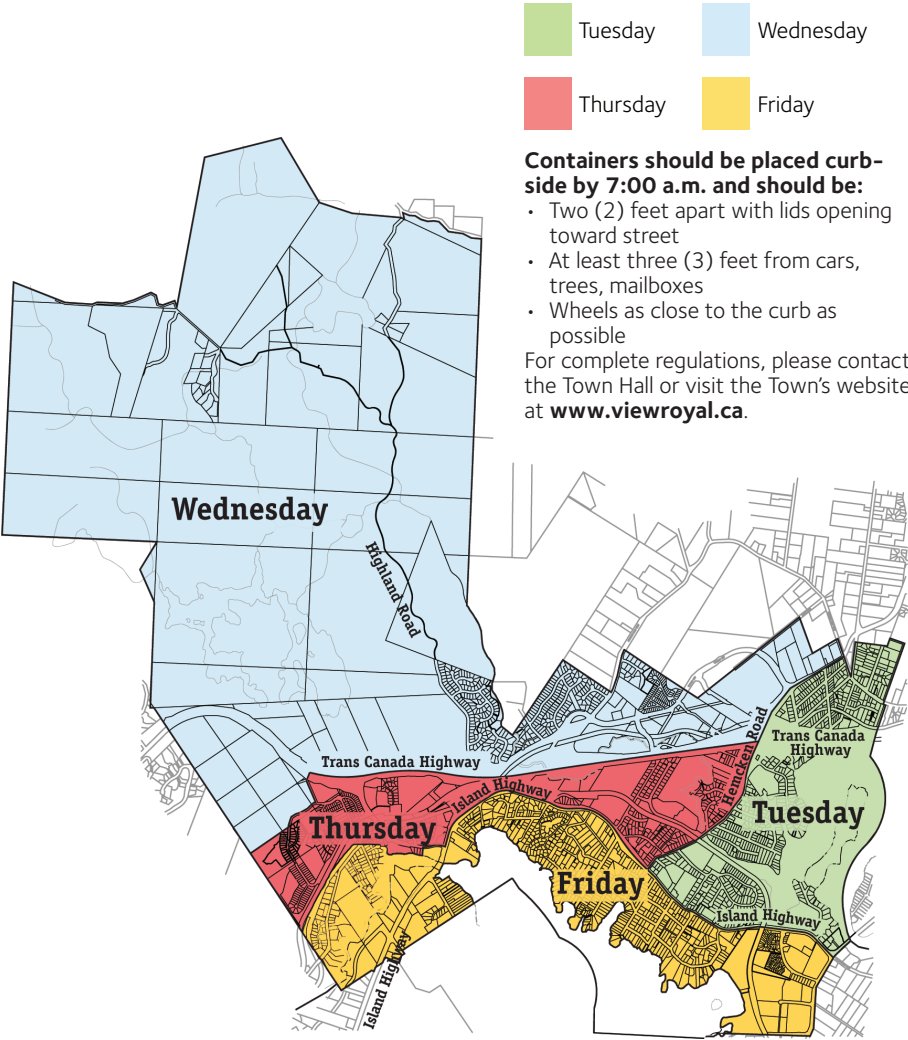 Tuesday
Wednesday
Thursday
Friday
Containers should be placed curb-
side by 7:00 a.m. and should be:
• Two (2) feet apart with lids opening
toward street
• At least three (3) feet from cars,
trees, mailboxes
• Wheels as close to the curb as
possible
For complete regulations, please contact
the Town Hall or visit the Town's website
at www.viewroyal.ca.
Wednesday
Highland Road
Trans Canada Highway
Island Highway
Hemcken Road
Trans Canada
Highway
Thursday
Tuesday
Friday
Island Highway
Island Highway